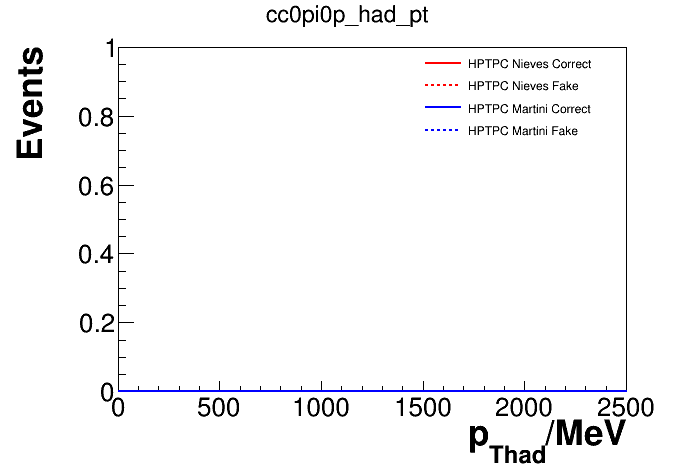 cc0pi0p_had_pt
Events
1
0.8
0.6
0.4
0.2
0
HPTPC Nieves Correct
HPTPC Nieves Fake
HPTPC Martini Correct
HPTPC Martini Fake
0 500 1000 1500 2000 2500
p_Thad/MeV